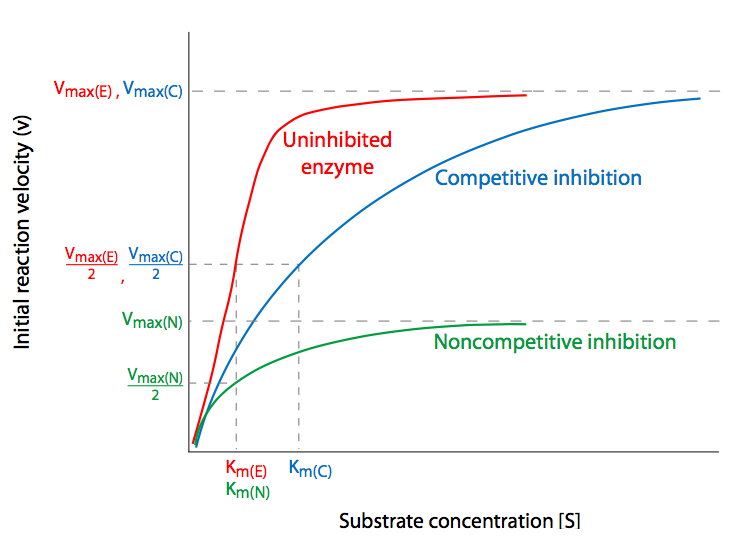 Vmax(E) , Vmax(C)
Uninhibited
enzyme
Competitive inhibition
Initial reaction velocity (v)
Vmax(E)
2
,
Vmax(C)
2
Vmax(N)
Noncompetitive inhibition
Vmax(N)
2
Km(E)
Km(C)
Km(N)
Substrate concentration [S]